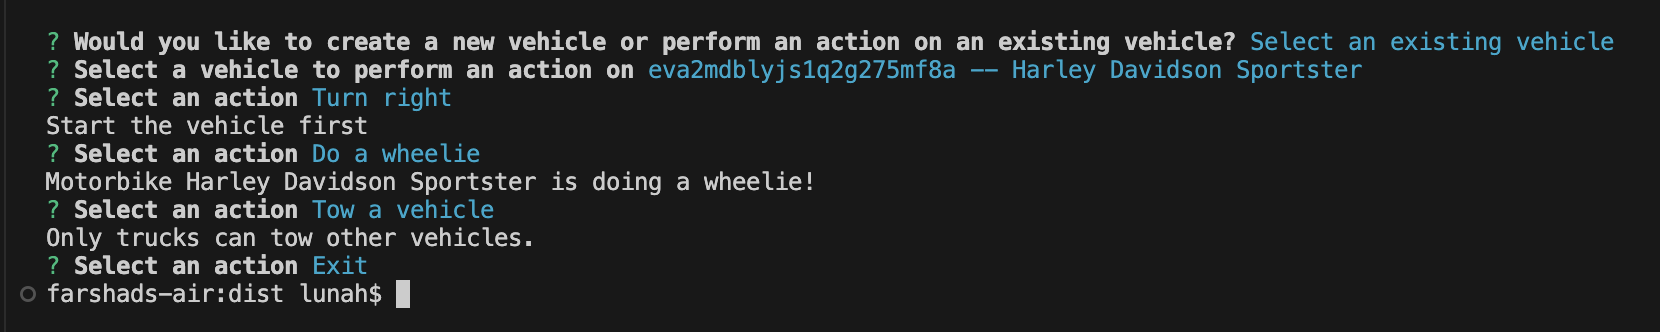 ? Would you like to create a new vehicle or perform an action on an existing vehicle? Select an existing vehicle
? Select a vehicle to perform an action on eva2mdblyjs1q2g275mf8a -- Harley Davidson Sportster
? Select an action Turn right
Start the vehicle first
? Select an action Do a wheelie
Motorbike Harley Davidson Sportster is doing a wheelie!
? Select an action Tow a vehicle
Only trucks can tow other vehicles.
? Select an action Exit
farshads-air:dist lunah$